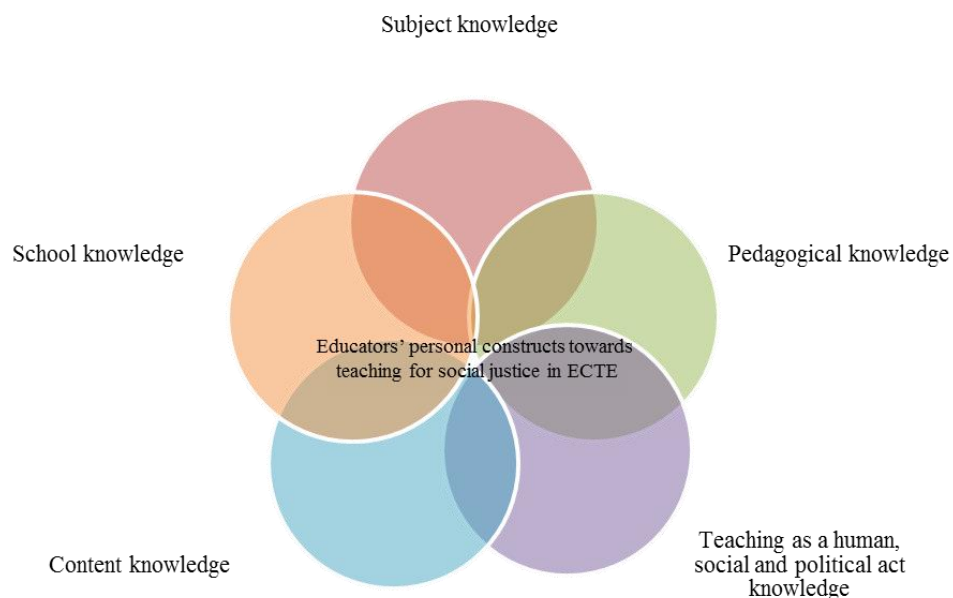 Subject knowledge
School knowledge
Pedagogical knowledge
Educators’ personal constructs towards
teaching for social justice in ECTE
Content knowledge
Teaching as a human,
social and political act
knowledge